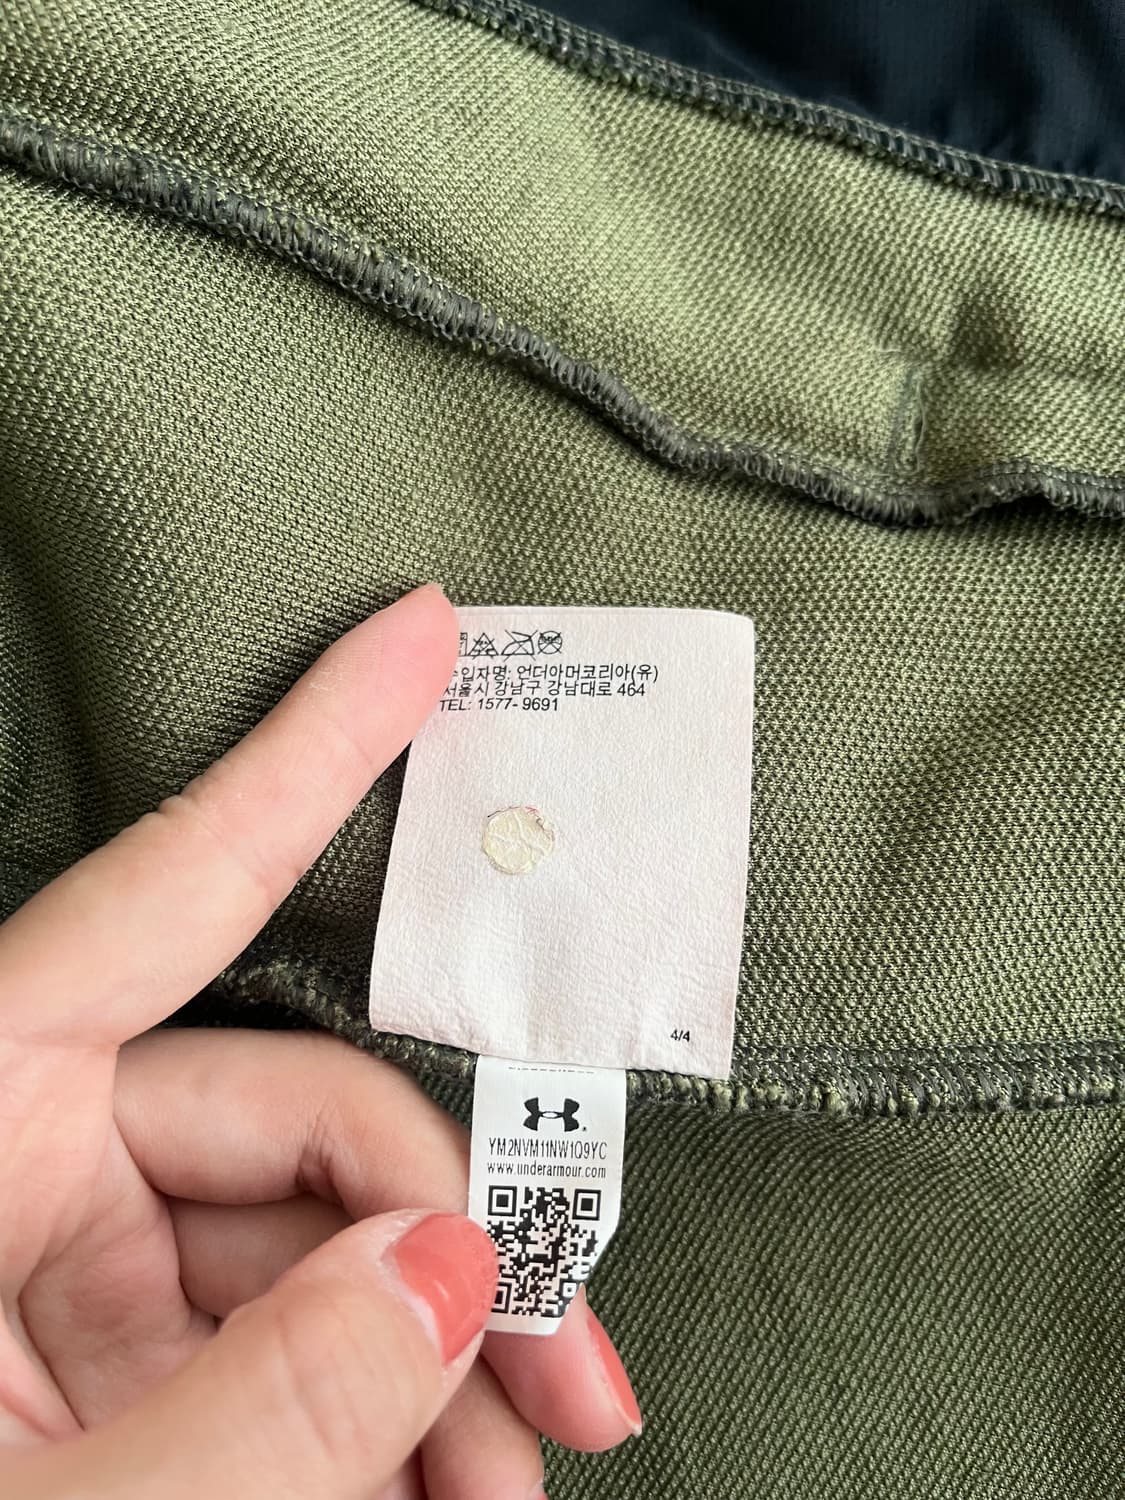 수입자명: 언더아머코리아(유)
서울시 강남구 강남대로 464
TEL: 1577-9691
4/4
YM2NVM11NW1Q9YC
www.underarmour.com